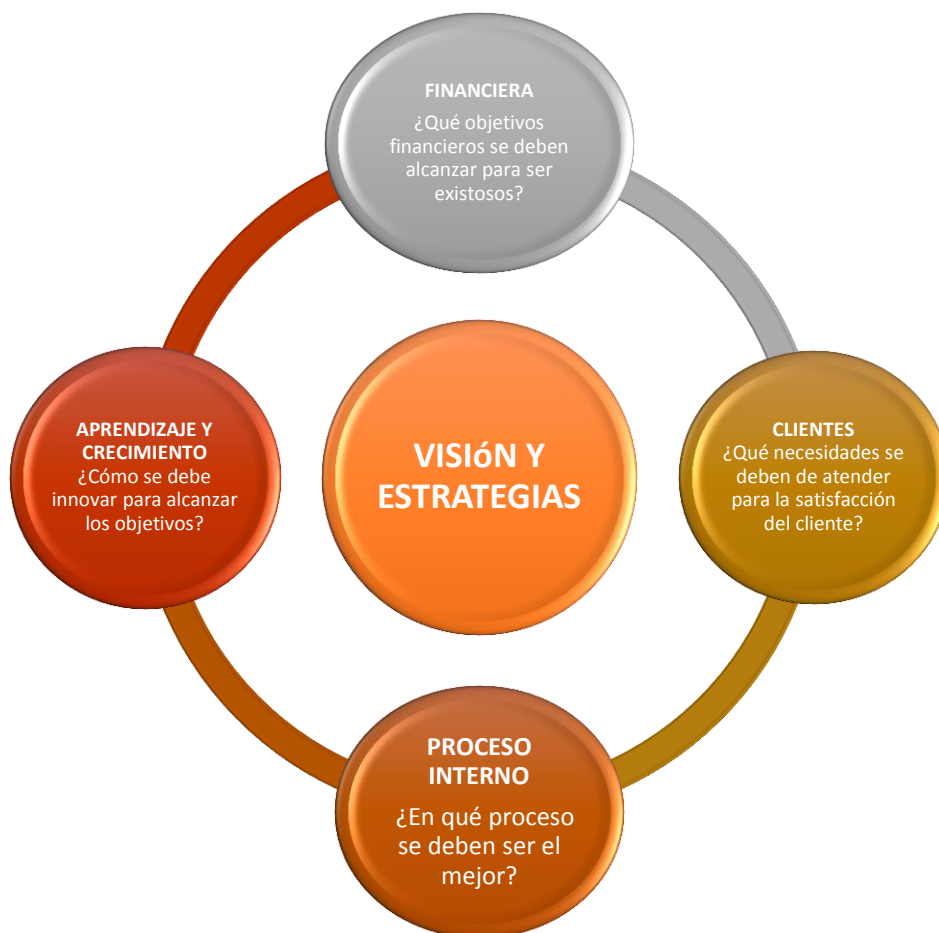 FINANCIERA
¿Qué objetivos
financieros se deben
alcanzar para ser
existosos?
APRENDIZAJE Y
CRECIMIENTO
¿Cómo se debe
innovar para alcanzar
los objetivos?
VISIóN Y
ESTRATEGIAS
CLIENTES
¿Qué necesidades se
deben de atender
para la satisfacción
del cliente?
PROCESO
INTERNO
¿En qué proceso
se deben ser el
mejor?